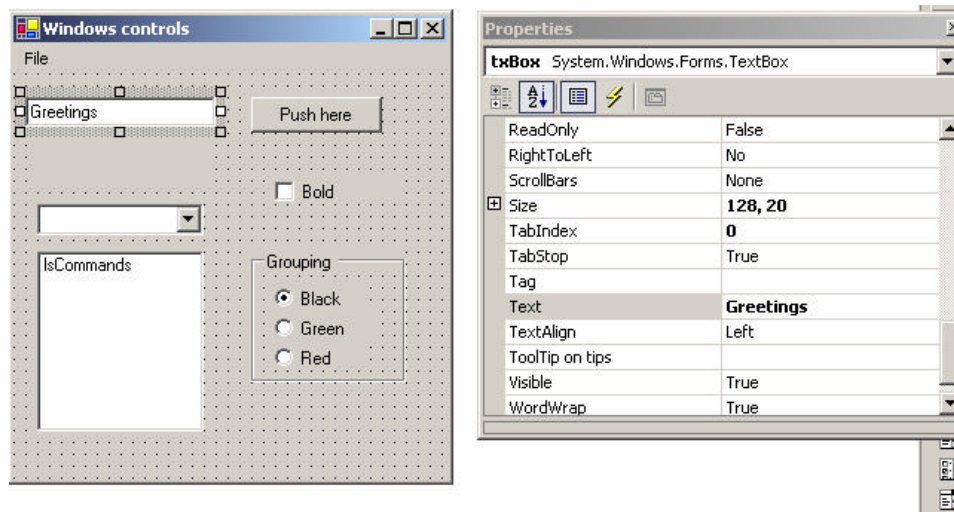 Windows controls
File
Greetings
Push here
Bold
lsCommands
Grouping
Black
Green
Red
Properties
txBox System.Windows.Forms.TextBox
ReadOnly False
RightToLeft No
ScrollBars None
Size 128, 20
TabIndex 0
TabStop True
Tag
Text Greetings
TextAlign Left
ToolTip on tips
Visible True
WordWrap True